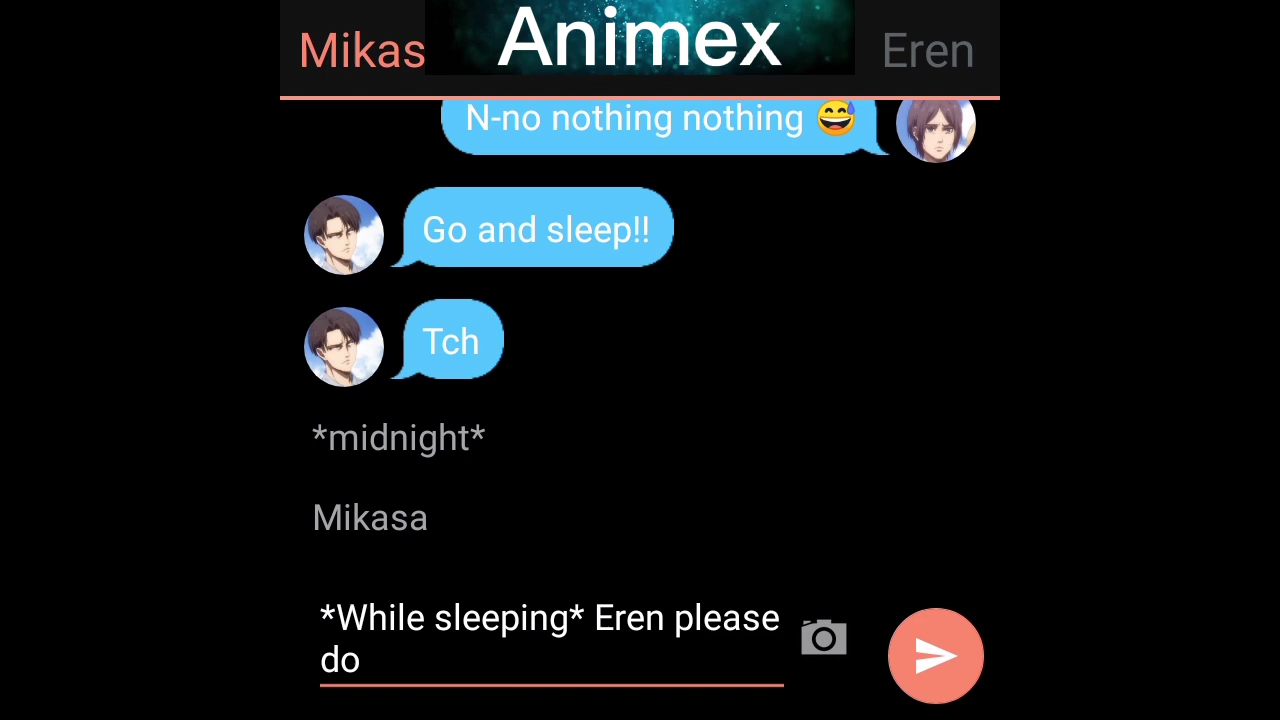 Mikas
Animex
Eren
N-no nothing nothing 😅
Go and sleep!!
Tch
*midnight*
Mikasa
*While sleeping* Eren please
do